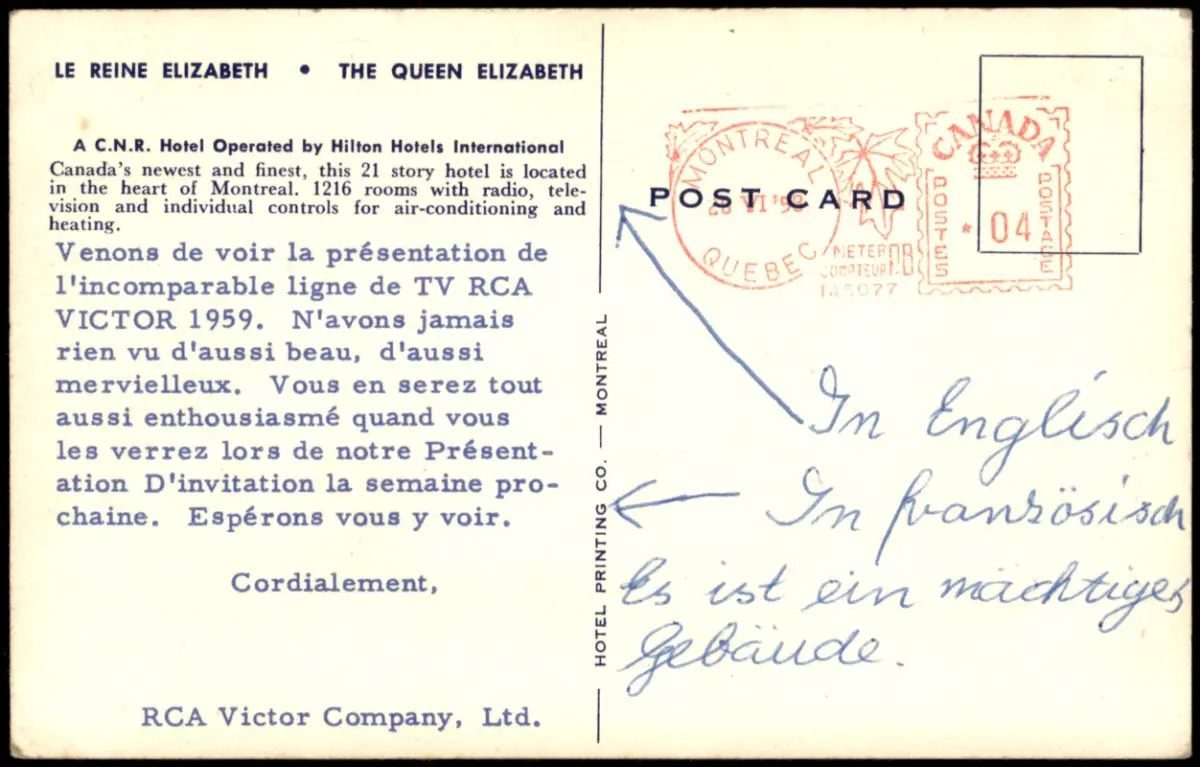 LE REINE ELIZABETH • THE QUEEN ELIZABETH
A C.N.R. Hotel Operated by Hilton Hotels International
Canada's newest and finest, this 21 story hotel is located
in the heart of Montreal. 1216 rooms with radio, tele-
vision and individual controls for air-conditioning and
heating.
Venons de voir la présentation de
l'incomparable ligne de TV RCA
VICTOR 1959. N'avons jamais
rien vu d'aussi beau, d'aussi
mervielleux. Vous en serez tout
aussi enthousiasmé quand vous
les verrez lors de notre Présent-
ation D'invitation la semaine pro-
chaine. Espérons vous y voir.
Cordialement,
RCA Victor Company, Ltd.
HOTEL PRINTING CO. — MONTREAL
POST CARD
MONTREAL
QUEBEC
VI
METER
COMPTEUR
CANADA
POSTES
POSTAGE
* 04
In Englisch
In französisch
Es ist ein mächtiges
Gebäude.